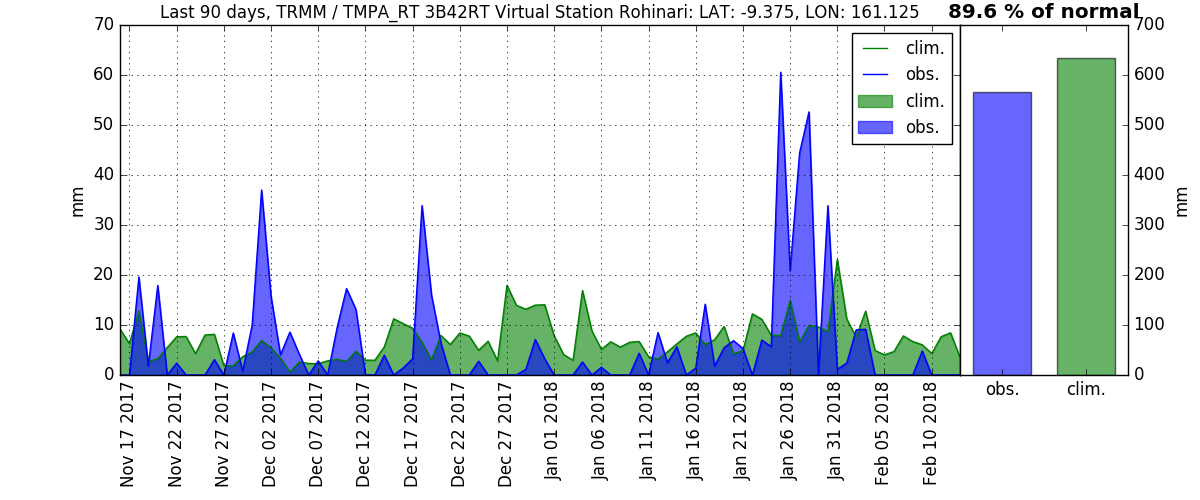 Last 90 days, TRMM / TMPA_RT 3B42RT Virtual Station Rohinari: LAT: -9.375, LON: 161.125
89.6 % of normal
70
60
50
40
30
20
10
0
mm
clim.
obs.
clim.
obs.
700
600
500
400
300
200
100
0
mm
Nov 17 2017
Nov 22 2017
Nov 27 2017
Dec 02 2017
Dec 07 2017
Dec 12 2017
Dec 17 2017
Dec 22 2017
Dec 27 2017
Jan 01 2018
Jan 06 2018
Jan 11 2018
Jan 16 2018
Jan 21 2018
Jan 26 2018
Jan 31 2018
Feb 05 2018
Feb 10 2018
obs.
clim.